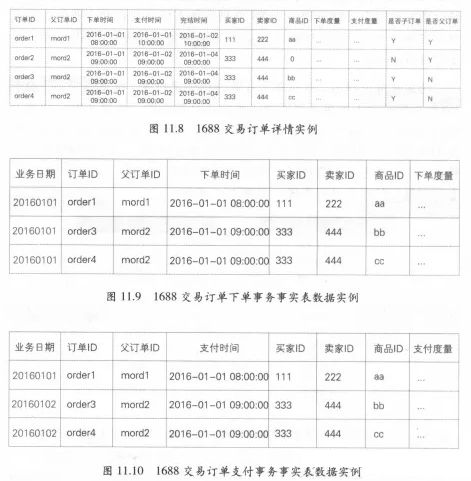 订单ID 父订单ID 下单时间 支付时间 完结时间 买家ID 卖家ID 商品ID 下单度量 支付度量 是否子订单 是否父订单
order1 mord1 2016-01-01 08:00:00 2016-01-01 10:00:00 2016-01-02 10:00:00 111 222 aa ... ... Y Y
order2 mord2 2016-01-01 09:00:00 2016-01-02 09:00:00 2016-01-04 09:00:00 333 444 0 ... ... N Y
order3 mord2 2016-01-01 09:00:00 2016-01-02 09:00:00 2016-01-04 09:00:00 333 444 bb ... ... Y N
order4 mord2 2016-01-01 09:00:00 2016-01-02 09:00:00 2016-01-04 09:00:00 333 444 cc ... ... Y N
图 11.8 1688 交易订单详情实例
业务日期 订单ID 父订单ID 下单时间 买家ID 卖家ID 商品ID 下单度量
20160101 order1 mord1 2016-01-01 08:00:00 111 222 aa ...
20160101 order3 mord2 2016-01-01 09:00:00 333 444 bb ...
20160101 order4 mord2 2016-01-01 09:00:00 333 444 cc ...
图 11.9 1688 交易订单下单事务事实表数据实例
业务日期 订单ID 父订单ID 支付时间 买家ID 卖家ID 商品ID 支付度量
20160101 order1 mord1 2016-01-01 08:00:00 111 222 aa ...
20160102 order3 mord2 2016-01-01 09:00:00 333 444 bb ...
20160102 order4 mord2 2016-01-01 09:00:00 333 444 cc ...
图 11.10 1688 交易订单支付事务事实表数据实例